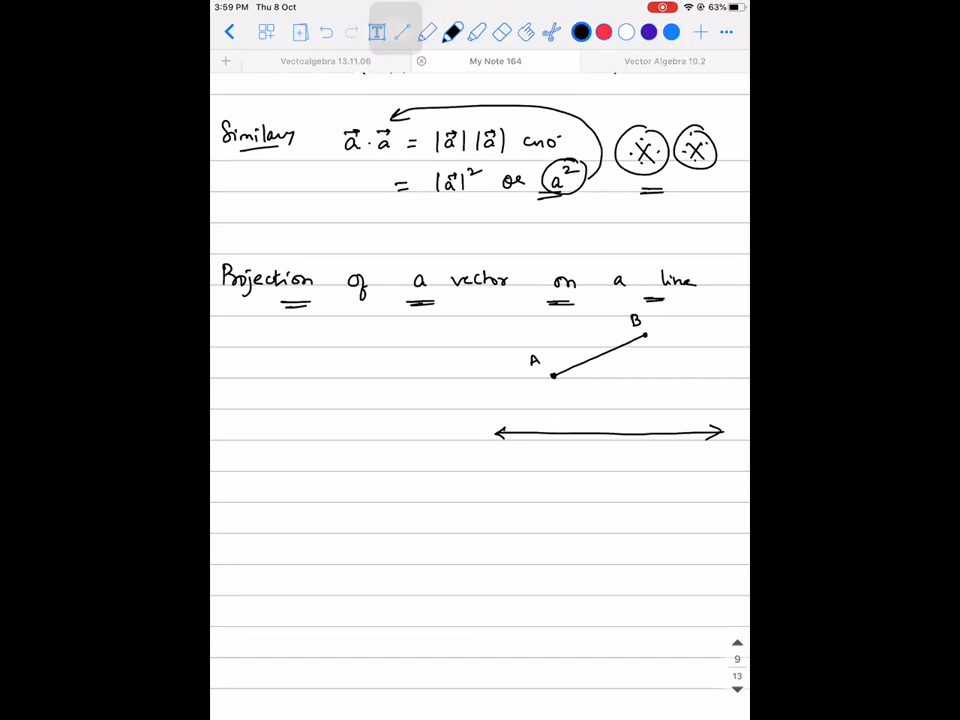 3:59 PM Thu 8 Oct 63%
T
Vectoalgebra 13.11.06 My Note 164 Vector Algebra 10.2
Similary a⃗ · a⃗ = |a⃗| |a⃗| cos0
= |a⃗|² or a²
Projection of a vector on a line
B
A
9
13